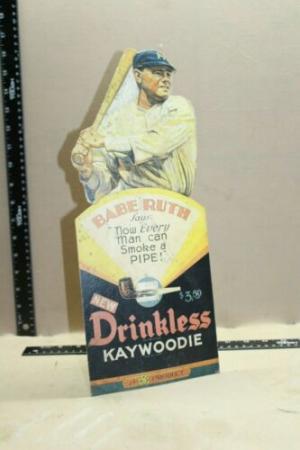 BABE RUTH
Says
"Now Every
Man can
Smoke a
PIPE!"
$3.50
NEW
Drinkless
KAYWOODIE